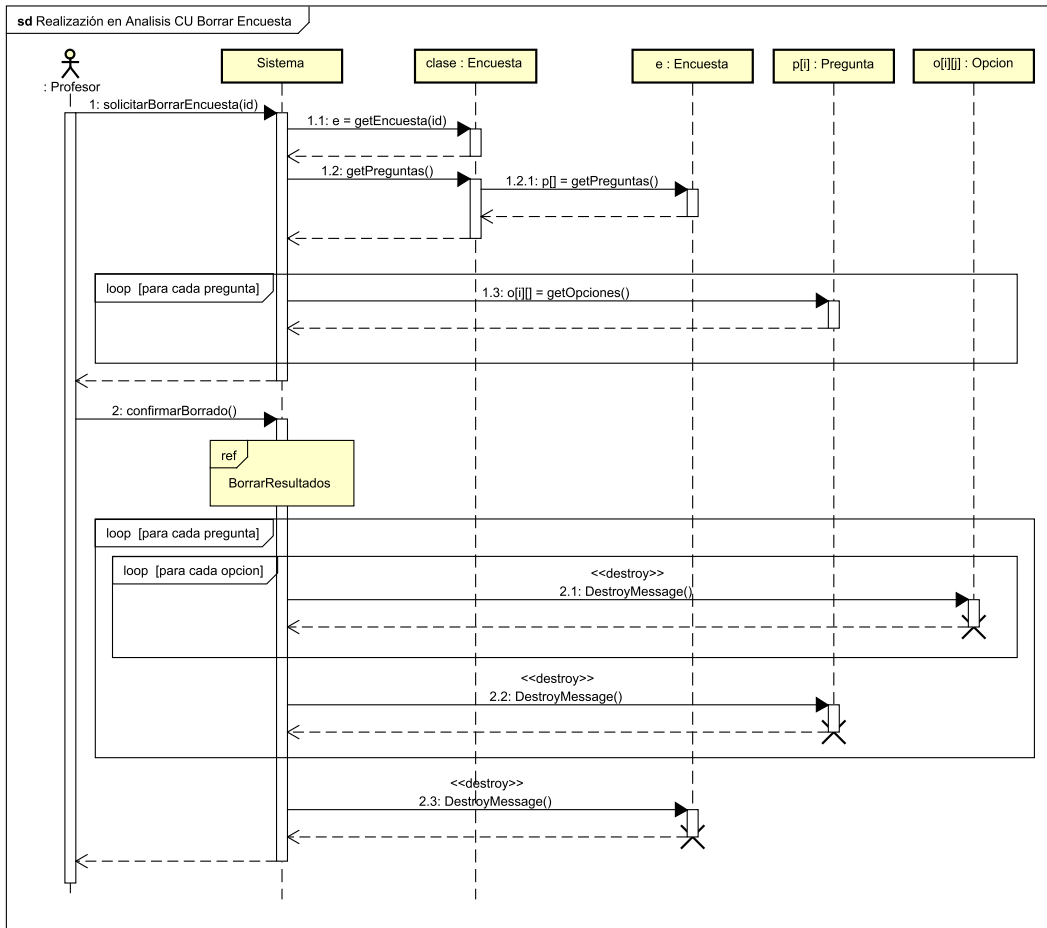 sd Realizazión en Analisis CU Borrar Encuesta
: Profesor
Sistema
clase : Encuesta
e : Encuesta
p[i] : Pregunta
o[i][j] : Opcion
1: solicitarBorrarEncuesta(id)
1.1: e = getEncuesta(id)
1.2: getPreguntas()
1.2.1: p[] = getPreguntas()
loop [para cada pregunta]
1.3: o[i][] = getOpciones()
2: confirmarBorrado()
ref
BorrarResultados
loop [para cada pregunta]
loop [para cada opcion]
<<destroy>>
2.1: DestroyMessage()
<<destroy>>
2.2: DestroyMessage()
<<destroy>>
2.3: DestroyMessage()